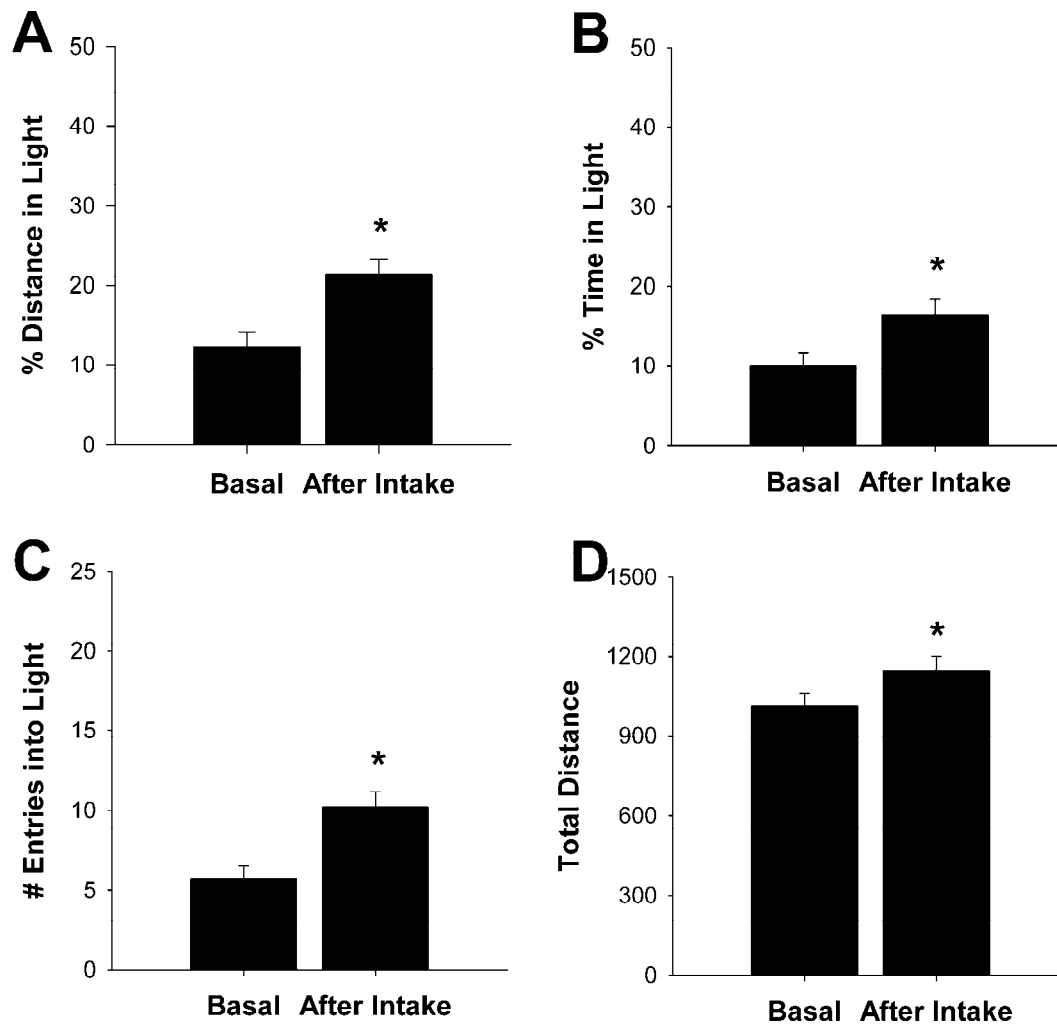 A
50
40
30
20
10
0
% Distance in Light
*
Basal After Intake
B
50
40
30
20
10
0
% Time in Light
*
Basal After Intake
C
25
20
15
10
5
0
# Entries into Light
*
Basal After Intake
D
1500
1200
900
600
300
0
Total Distance
*
Basal After Intake